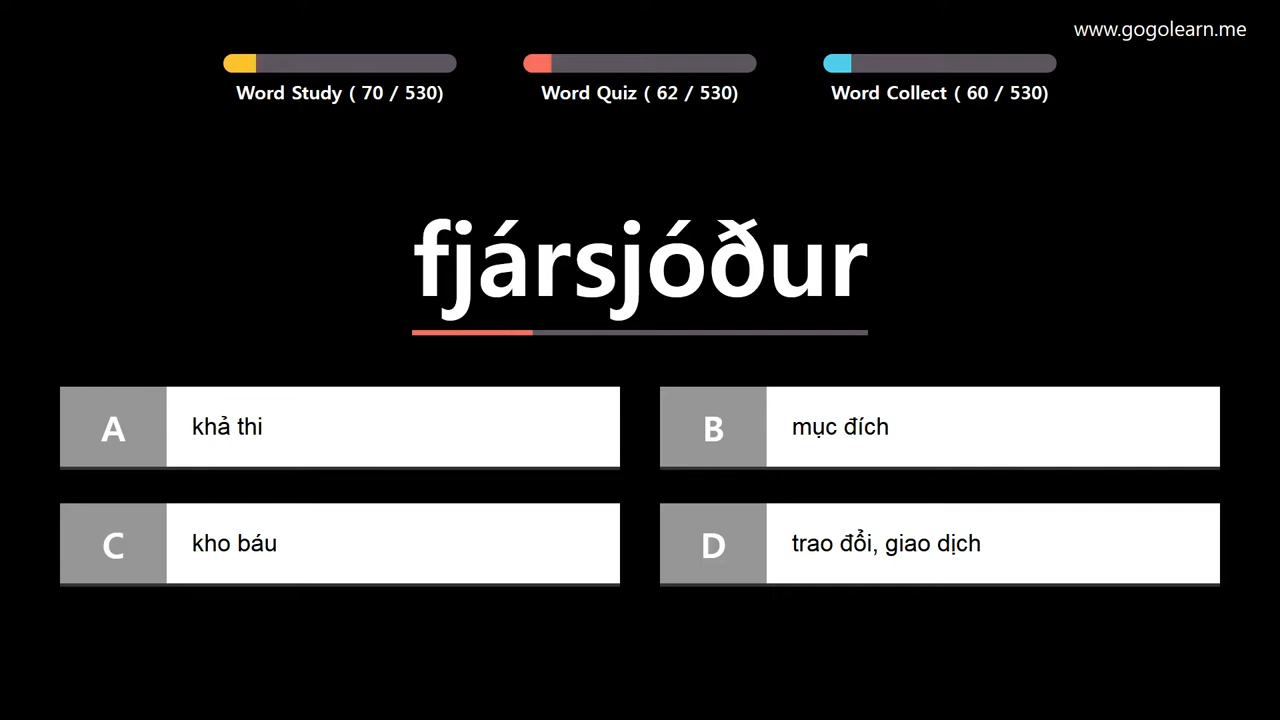 www.gogolearn.me
Word Study ( 70 / 530)
Word Quiz ( 62 / 530)
Word Collect ( 60 / 530)
fjársjóður
A
khả thi
B
mục đích
C
kho báu
D
trao đổi, giao dịch